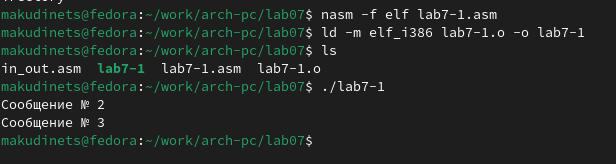 makudinets@fedora:~/work/arch-pc/lab07$ nasm -f elf lab7-1.asm
makudinets@fedora:~/work/arch-pc/lab07$ ld -m elf_i386 lab7-1.o -o lab7-1
makudinets@fedora:~/work/arch-pc/lab07$ ls
in_out.asm  lab7-1  lab7-1.asm  lab7-1.o
makudinets@fedora:~/work/arch-pc/lab07$ ./lab7-1
Сообщение № 2
Сообщение № 3
makudinets@fedora:~/work/arch-pc/lab07$